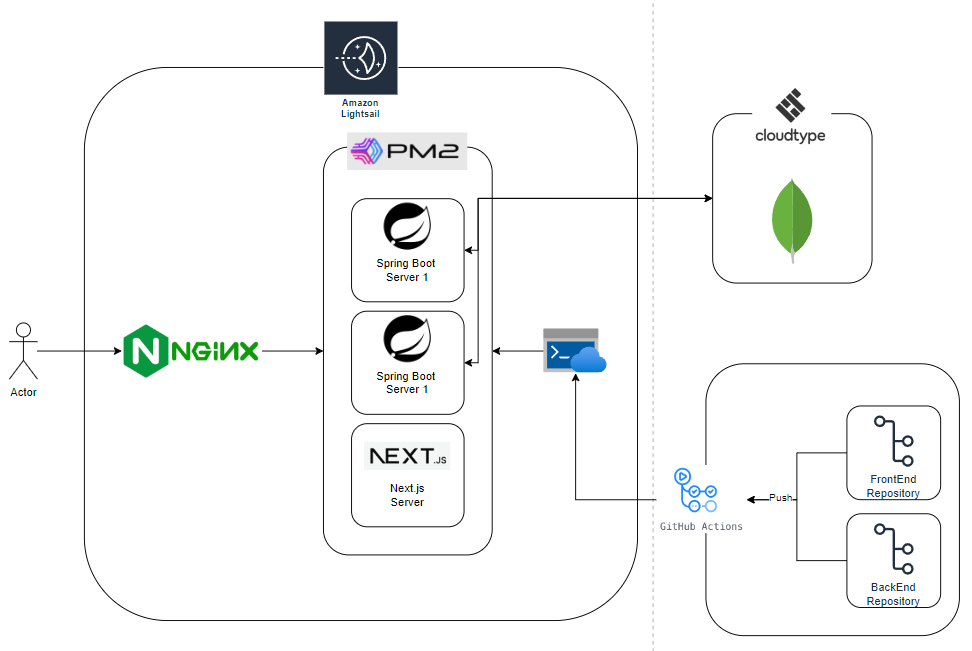 Amazon
Lightsail
PM2
Spring Boot
Server 1
Spring Boot
Server 1
NEXT.JS
Next.js
Server
Actor
NGINX
>_
cloudtype
GitHub Actions
Push
FrontEnd
Repository
BackEnd
Repository